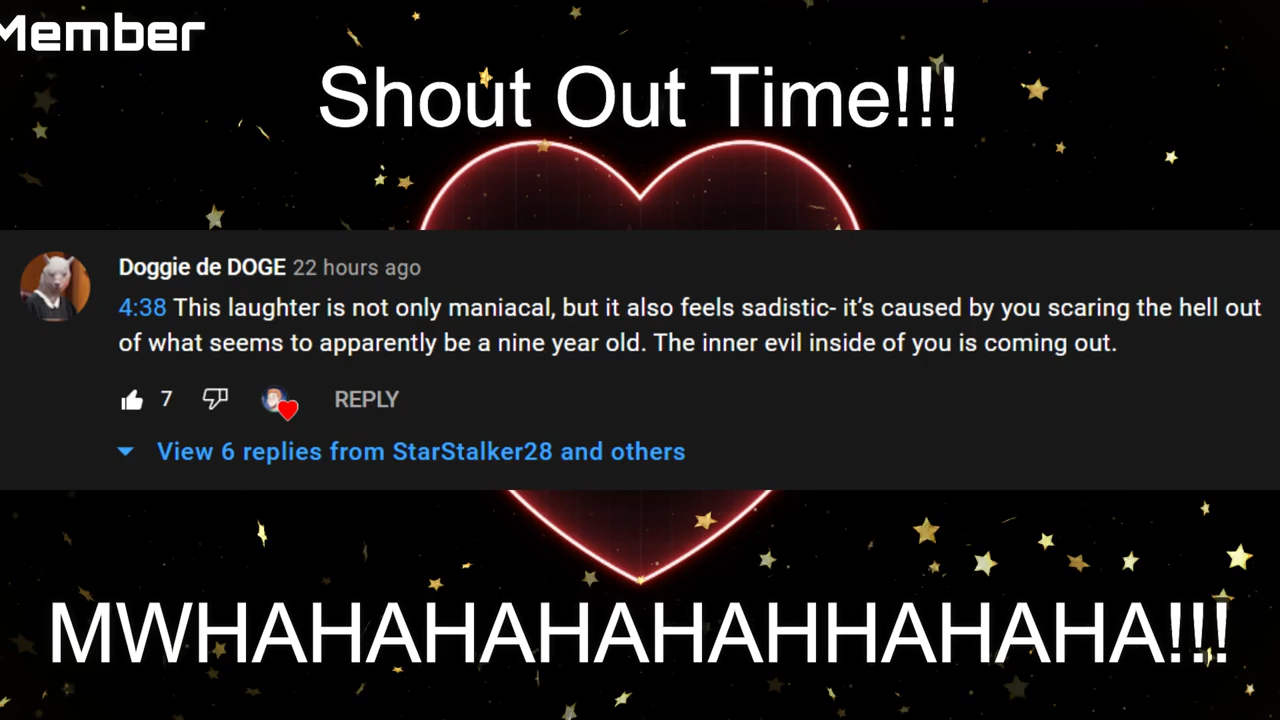 Member
Shout Out Time!!!
Doggie de DOGE 22 hours ago
4:38 This laughter is not only maniacal, but it also feels sadistic- it’s caused by you scaring the hell out
of what seems to apparently be a nine year old. The inner evil inside of you is coming out.
7 REPLY
View 6 replies from StarStalker28 and others
MWHAHAHAHAHAHAHHAHAHA!!!